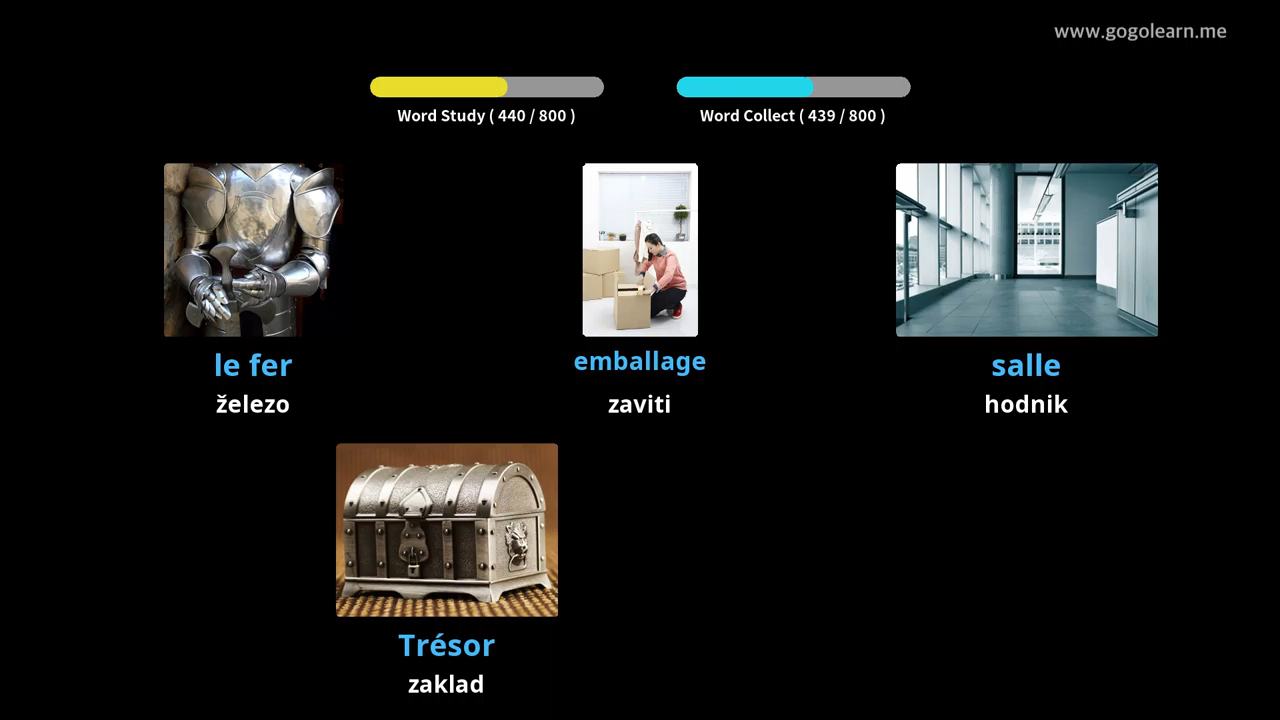 www.gogolearn.me
Word Study ( 440 / 800 )
Word Collect ( 439 / 800 )
le fer
emballage
salle
železo
zaviti
hodnik
Trésor
zaklad